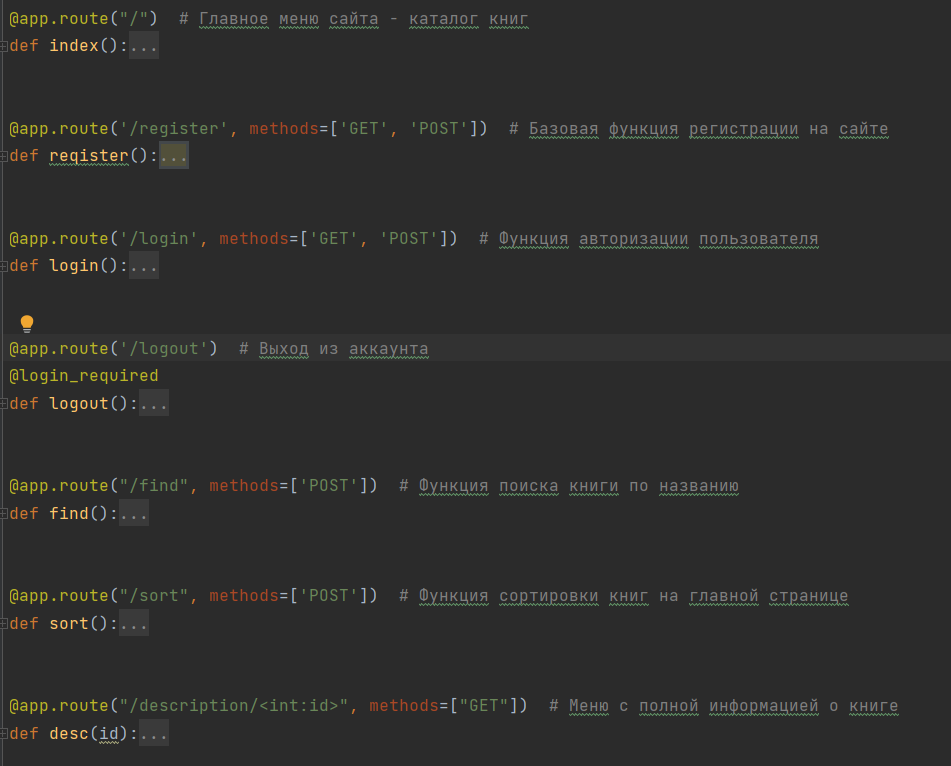 @app.route("/")  # Главное меню сайта - каталог книг
def index():...
@app.route('/register', methods=['GET', 'POST'])  # Базовая функция регистрации на сайте
def register():...
@app.route('/login', methods=['GET', 'POST'])  # Функция авторизации пользователя
def login():...
@app.route('/logout')  # Выход из аккаунта
@login_required
def logout():...
@app.route("/find", methods=['POST'])  # Функция поиска книги по названию
def find():...
@app.route("/sort", methods=['POST'])  # Функция сортировки книг на главной странице
def sort():...
@app.route("/description/<int:id>", methods=["GET"])  # Меню с полной информацией о книге
def desc(id):...